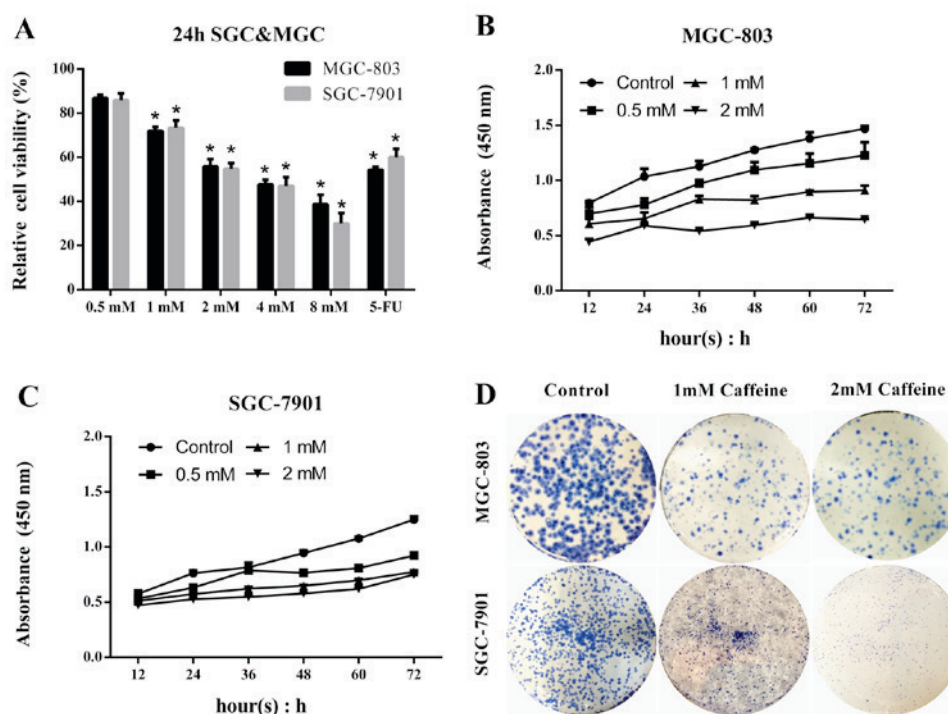 A
24h SGC&MGC
Relative cell viability (%)
100
80
60
40
20
0
MGC-803
SGC-7901
* * * * * * * * * *
0.5 mM 1 mM 2 mM 4 mM 8 mM 5-FU
B
MGC-803
Absorbance (450 nm)
2.0
1.5
1.0
0.5
0.0
Control 1 mM
0.5 mM 2 mM
12 24 36 48 60 72
hour(s) : h
C
SGC-7901
Absorbance (450 nm)
2.0
1.5
1.0
0.5
0.0
Control 1 mM
0.5 mM 2 mM
12 24 36 48 60 72
hour(s) : h
D
Control 1mM Caffeine 2mM Caffeine
MGC-803
SGC-7901